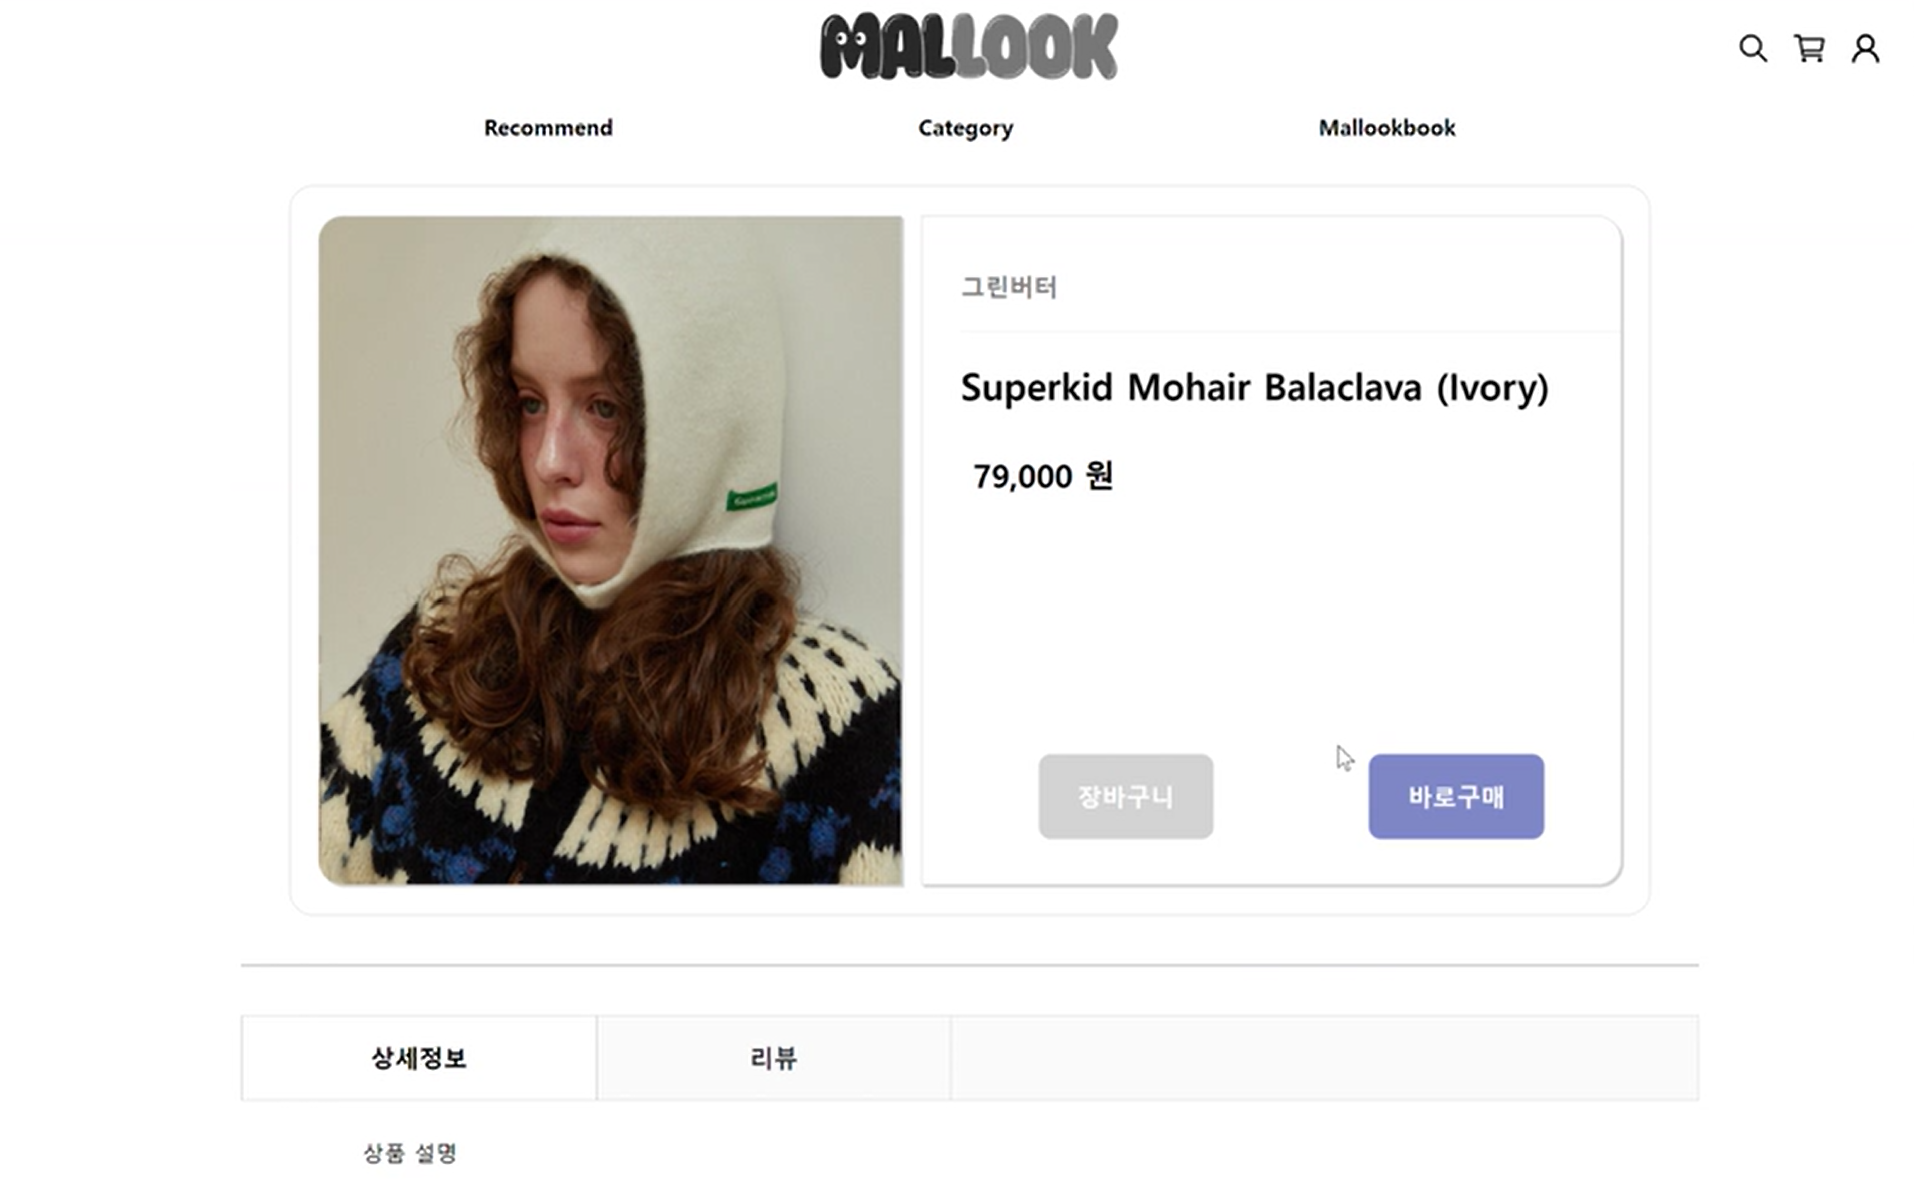 MALLOOK
Recommend
Category
Mallookbook
그린버터
Superkid Mohair Balaclava (Ivory)
79,000 원
장바구니
바로구매
상세정보
리뷰
상품 설명